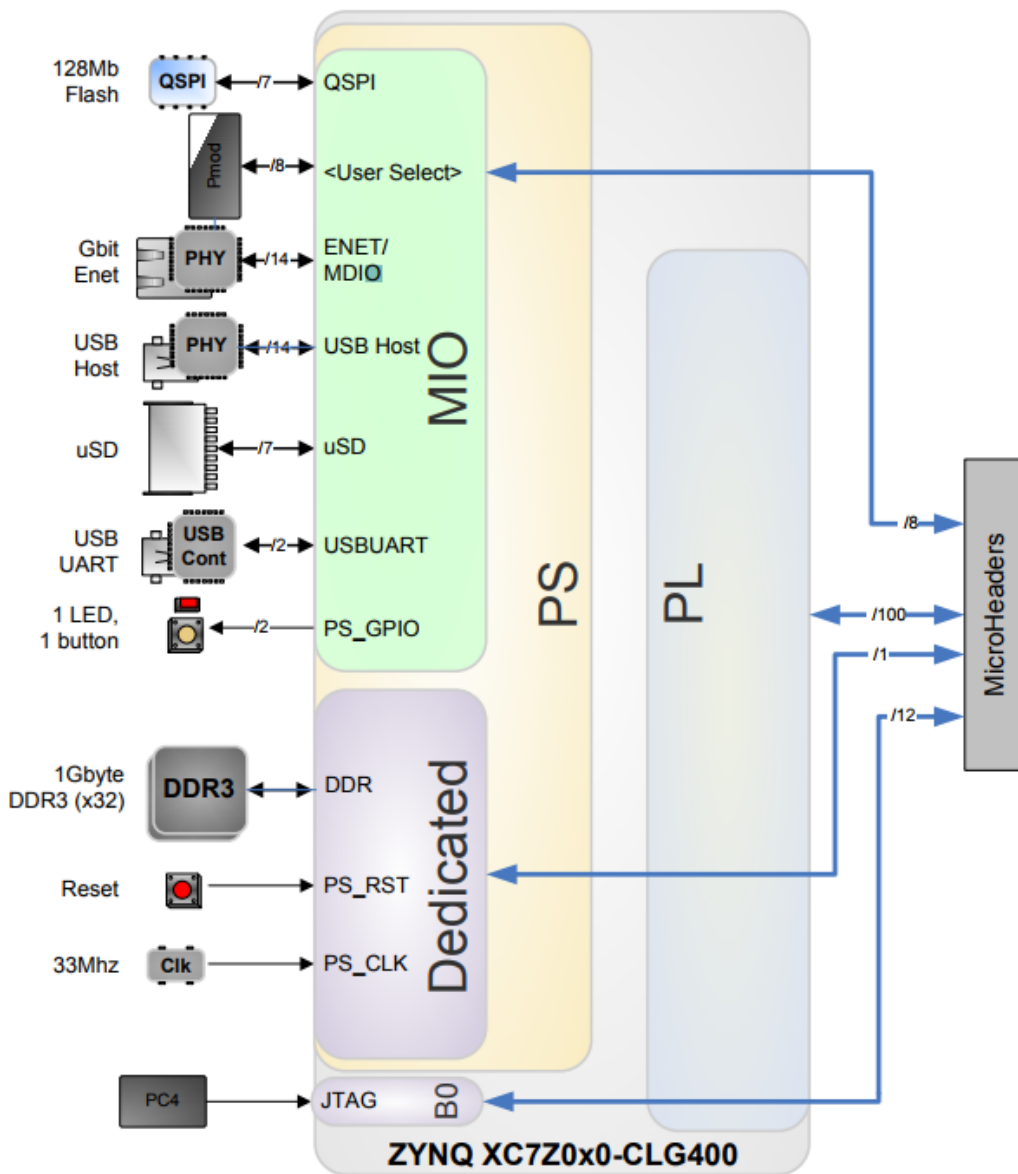 128Mb
Flash
QSPI
/7
QSPI
Pmod
/8
<User Select>
Gbit
Enet
PHY
/14
ENET/
MDIO
USB
Host
PHY
/14
USB Host
uSD
/7
uSD
USB
UART
USB
Cont
/2
USBUART
1 LED,
1 button
/2
PS_GPIO
MIO
1Gbyte
DDR3 (x32)
DDR3
DDR
Reset
PS_RST
33Mhz
Clk
PS_CLK
Dedicated
PS
PL
PC4
JTAG
B0
/8
/100
/1
/12
MicroHeaders
ZYNQ XC7Z0x0-CLG400